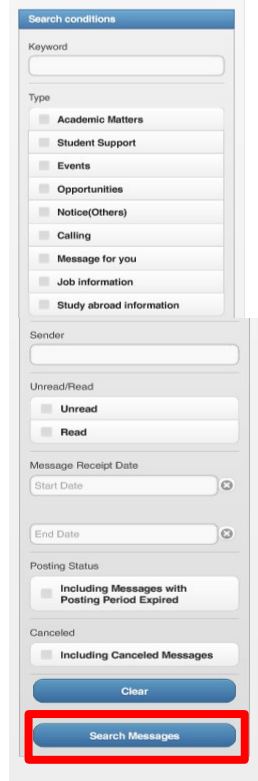 Search conditions
Keyword
Type
Academic Matters
Student Support
Events
Opportunities
Notice(Others)
Calling
Message for you
Job information
Study abroad information
Sender
Unread/Read
Unread
Read
Message Receipt Date
Start Date
End Date
Posting Status
Including Messages with
Posting Period Expired
Canceled
Including Canceled Messages
Clear
Search Messages